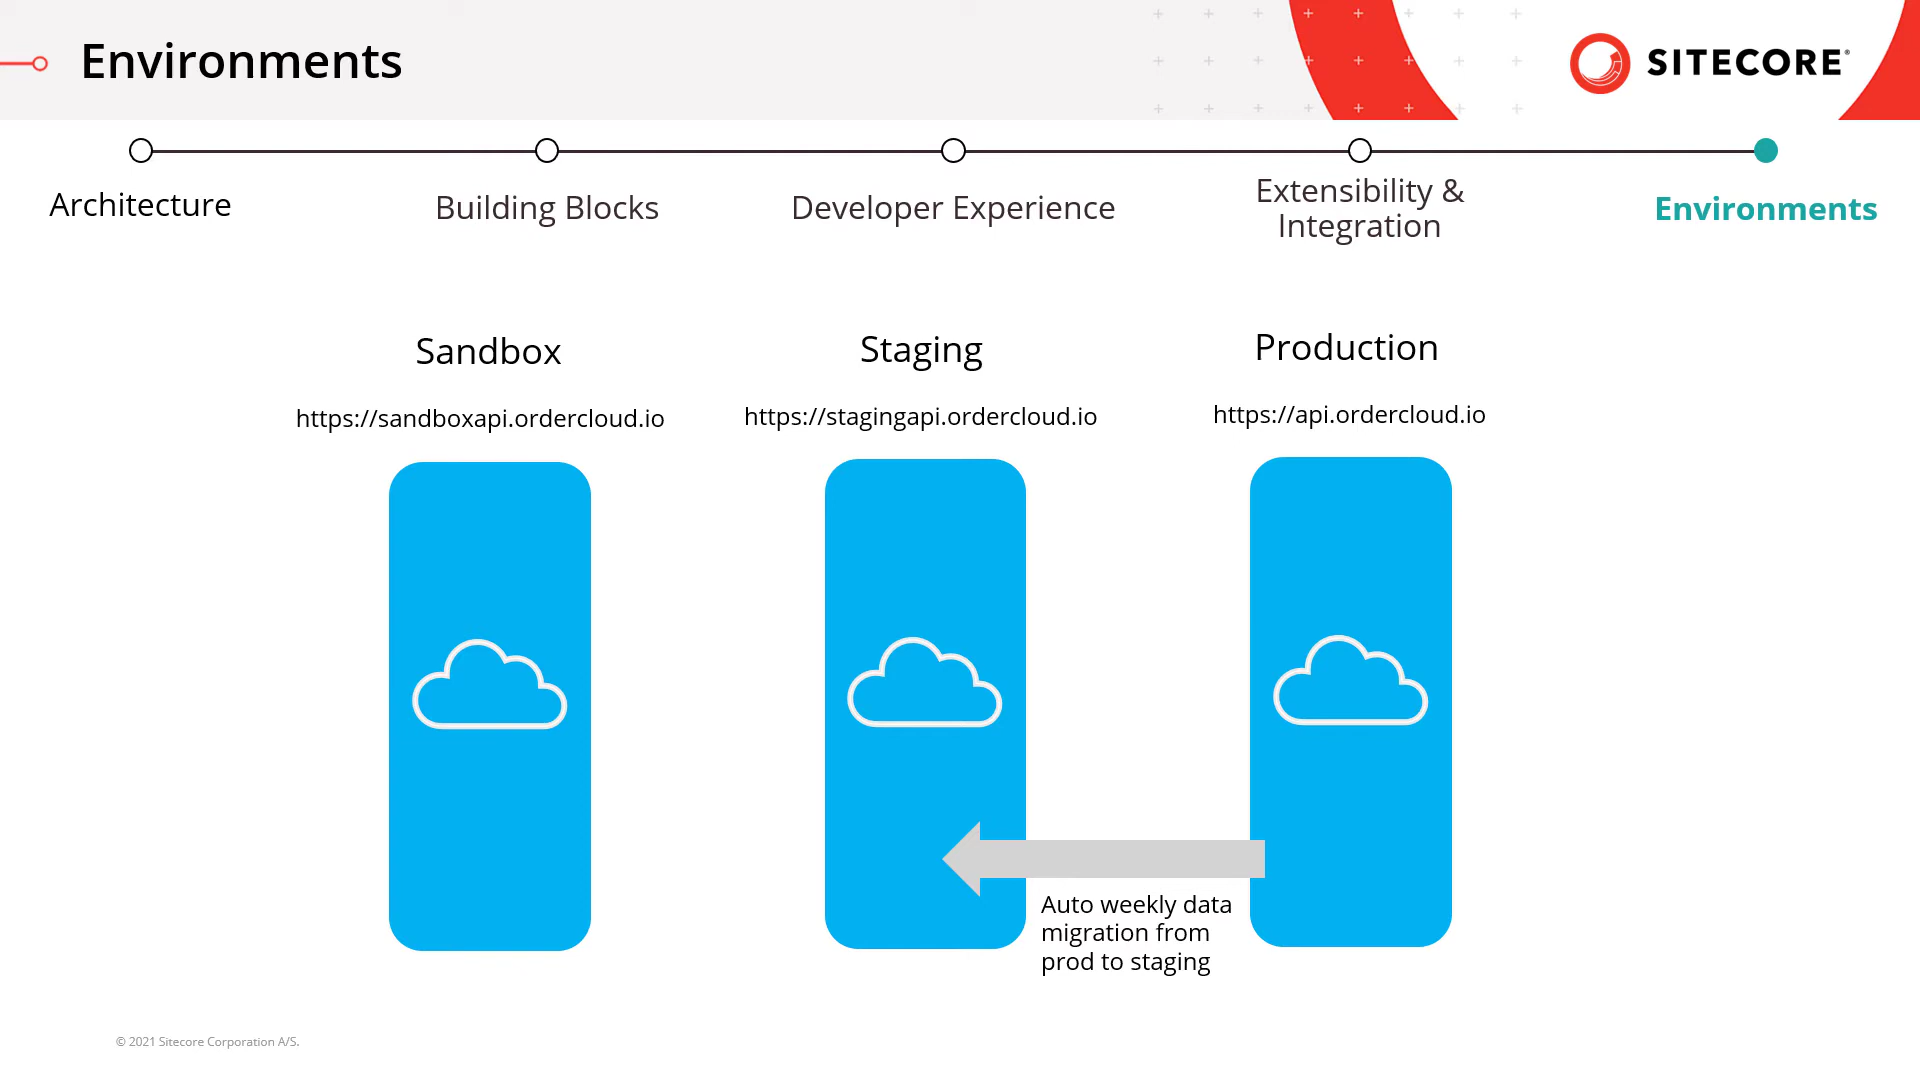 Environments
SITECORE®
Architecture
Building Blocks
Developer Experience
Extensibility &
Integration
Environments
Sandbox
Staging
Production
https://sandboxapi.ordercloud.io
https://stagingapi.ordercloud.io
https://api.ordercloud.io
Auto weekly data
migration from
prod to staging
© 2021 Sitecore Corporation A/S.